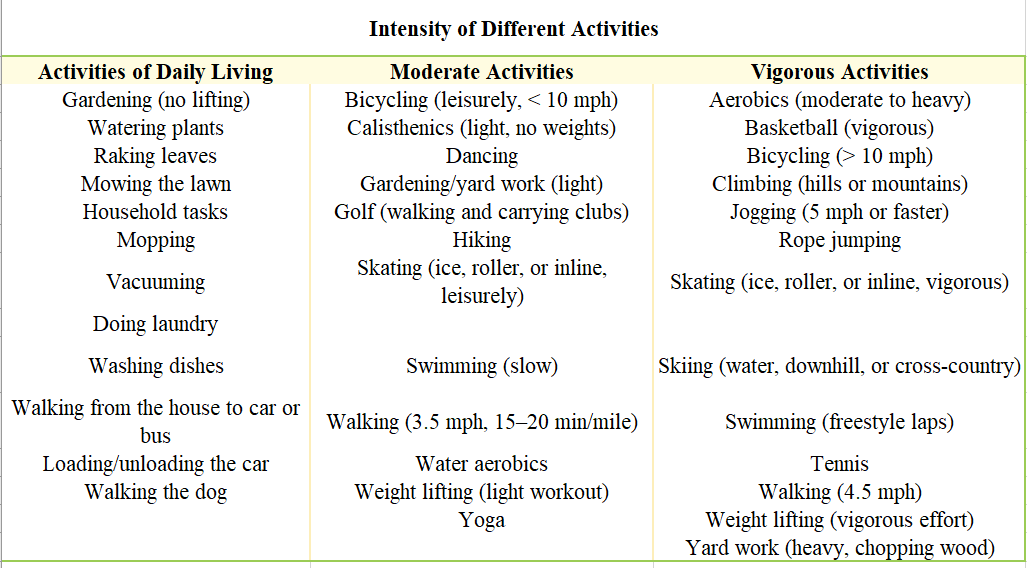 Intensity of Different Activities
Activities of Daily Living Moderate Activities Vigorous Activities
Gardening (no lifting) Bicycling (leisurely, < 10 mph) Aerobics (moderate to heavy)
Watering plants Calisthenics (light, no weights) Basketball (vigorous)
Raking leaves Dancing Bicycling (> 10 mph)
Mowing the lawn Gardening/yard work (light) Climbing (hills or mountains)
Household tasks Golf (walking and carrying clubs) Jogging (5 mph or faster)
Mopping Hiking Rope jumping
Vacuuming Skating (ice, roller, or inline, Skating (ice, roller, or inline, vigorous)
leisurely)
Doing laundry
Washing dishes Swimming (slow) Skiing (water, downhill, or cross-country)
Walking from the house to car or Walking (3.5 mph, 15–20 min/mile) Swimming (freestyle laps)
bus
Loading/unloading the car Water aerobics Tennis
Walking the dog Weight lifting (light workout) Walking (4.5 mph)
Yoga Weight lifting (vigorous effort)
Yard work (heavy, chopping wood)